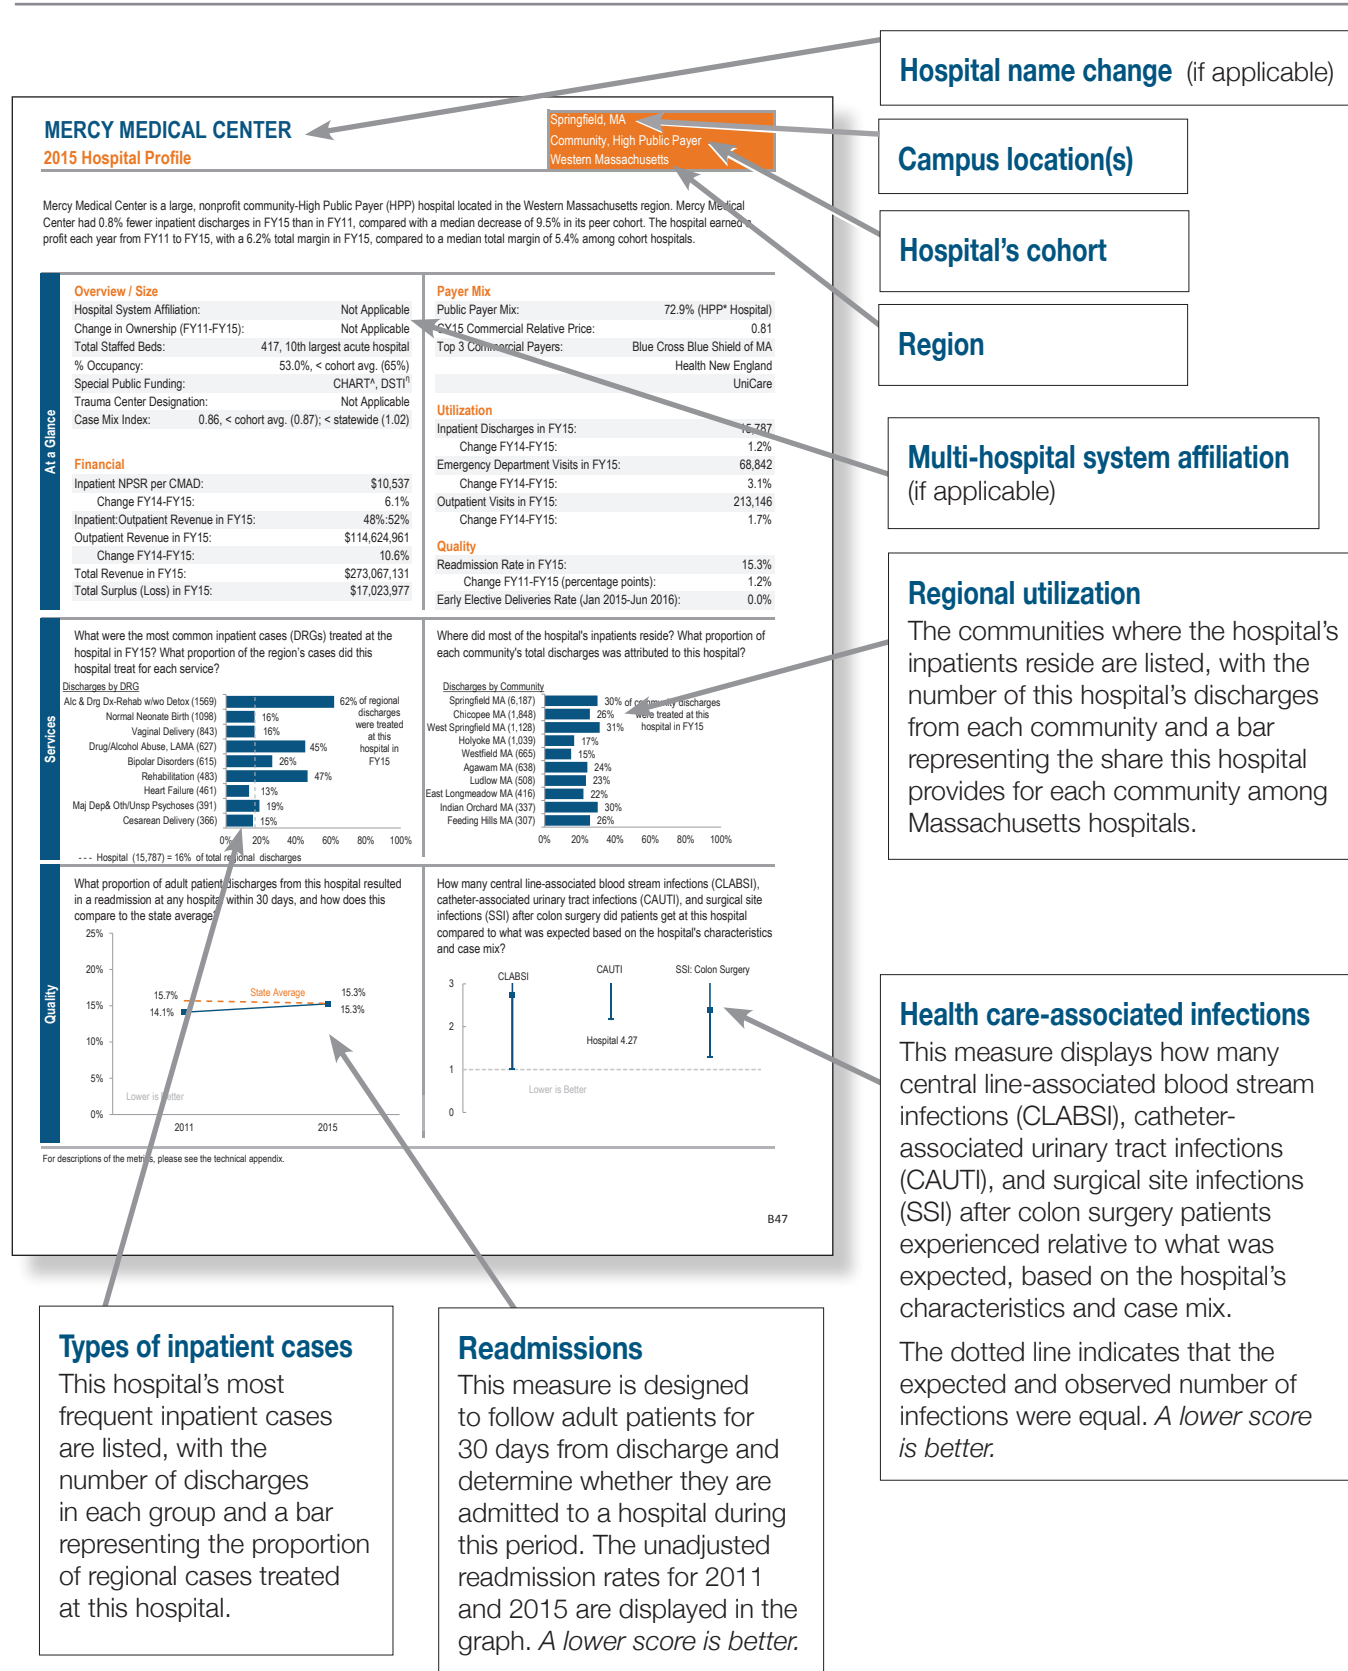 Hospital name change (if applicable)
MERCY MEDICAL CENTER
2015 Hospital Profile
Springfield, MA
Community, High Public Payer
Western Massachusetts
Campus location(s)
Hospital's cohort
Region
Mercy Medical Center is a large, nonprofit community-High Public Payer (HPP) hospital located in the Western Massachusetts region. Mercy Medical
Center had 0.8% fewer inpatient discharges in FY15 than in FY11, compared with a median decrease of 9.5% in its peer cohort. The hospital earned a
profit each year from FY11 to FY15, with a 6.2% total margin in FY15, compared to a median total margin of 5.4% among cohort hospitals.
At a Glance
Overview / Size
Hospital System Affiliation: Not Applicable
Change in Ownership (FY11-FY15): Not Applicable
Total Staffed Beds: 417, 10th largest acute hospital
% Occupancy: 53.0%, < cohort avg. (65%)
Special Public Funding: CHART^, DSTIη
Trauma Center Designation: Not Applicable
Case Mix Index: 0.86, < cohort avg. (0.87); < statewide (1.02)
Financial
Inpatient NPSR per CMAD: $10,537
Change FY14-FY15: 6.1%
Inpatient:Outpatient Revenue in FY15: 48%:52%
Outpatient Revenue in FY15: $114,624,961
Change FY14-FY15: 10.6%
Total Revenue in FY15: $273,067,131
Total Surplus (Loss) in FY15: $17,023,977
Payer Mix
Public Payer Mix: 72.9% (HPP* Hospital)
CY15 Commercial Relative Price: 0.81
Top 3 Commercial Payers: Blue Cross Blue Shield of MA
Health New England
UniCare
Utilization
Inpatient Discharges in FY15: 15,787
Change FY14-FY15: 1.2%
Emergency Department Visits in FY15: 68,842
Change FY14-FY15: 3.1%
Outpatient Visits in FY15: 213,146
Change FY14-FY15: 1.7%
Quality
Readmission Rate in FY15: 15.3%
Change FY11-FY15 (percentage points): 1.2%
Early Elective Deliveries Rate (Jan 2015-Jun 2016): 0.0%
Multi-hospital system affiliation
(if applicable)
Services
What were the most common inpatient cases (DRGs) treated at the
hospital in FY15? What proportion of the region's cases did this
hospital treat for each service?
Discharges by DRG
Alc & Drg Dx-Rehab w/wo Detox (1569) 62% of regional
discharges
were treated
at this
hospital in
FY15
Normal Neonate Birth (1098) 16%
Vaginal Delivery (843) 16%
Drug/Alcohol Abuse, LAMA (627) 45%
Bipolar Disorders (615) 26%
Rehabilitation (483) 47%
Heart Failure (461) 13%
Maj Dep& Oth/Unsp Psychoses (391) 19%
Cesarean Delivery (366) 15%
0% 20% 40% 60% 80% 100%
--- Hospital (15,787) = 16% of total regional discharges
Where did most of the hospital's inpatients reside? What proportion of
each community's total discharges was attributed to this hospital?
Discharges by Community
Springfield MA (6,187) 30% of community discharges
were treated at this
hospital in FY15
Chicopee MA (1,848) 26%
West Springfield MA (1,128) 31%
Holyoke MA (1,039) 17%
Westfield MA (665) 15%
Agawam MA (638) 24%
Ludlow MA (508) 23%
East Longmeadow MA (416) 22%
Indian Orchard MA (337) 30%
Feeding Hills MA (307) 26%
0% 20% 40% 60% 80% 100%
Regional utilization
The communities where the hospital's
inpatients reside are listed, with the
number of this hospital's discharges
from each community and a bar
representing the share this hospital
provides for each community among
Massachusetts hospitals.
Quality
What proportion of adult patient discharges from this hospital resulted
in a readmission at any hospital within 30 days, and how does this
compare to the state average?
25%
20%
15%
10%
5%
0%
15.7%
14.1%
State Average
15.3%
15.3%
Lower is Better
2011 2015
How many central line-associated blood stream infections (CLABSI),
catheter-associated urinary tract infections (CAUTI), and surgical site
infections (SSI) after colon surgery did patients get at this hospital
compared to what was expected based on the hospital's characteristics
and case mix?
CLABSI CAUTI SSI: Colon Surgery
3
2
1
0
Hospital 4.27
Lower is Better
For descriptions of the metrics, please see the technical appendix.
B47
Health care-associated infections
This measure displays how many
central line-associated blood stream
infections (CLABSI), catheter-
associated urinary tract infections
(CAUTI), and surgical site infections
(SSI) after colon surgery patients
experienced relative to what was
expected, based on the hospital's
characteristics and case mix.
The dotted line indicates that the
expected and observed number of
infections were equal. A lower score
is better.
Types of inpatient cases
This hospital's most
frequent inpatient cases
are listed, with the
number of discharges
in each group and a bar
representing the proportion
of regional cases treated
at this hospital.
Readmissions
This measure is designed
to follow adult patients for
30 days from discharge and
determine whether they are
admitted to a hospital during
this period. The unadjusted
readmission rates for 2011
and 2015 are displayed in the
graph. A lower score is better.